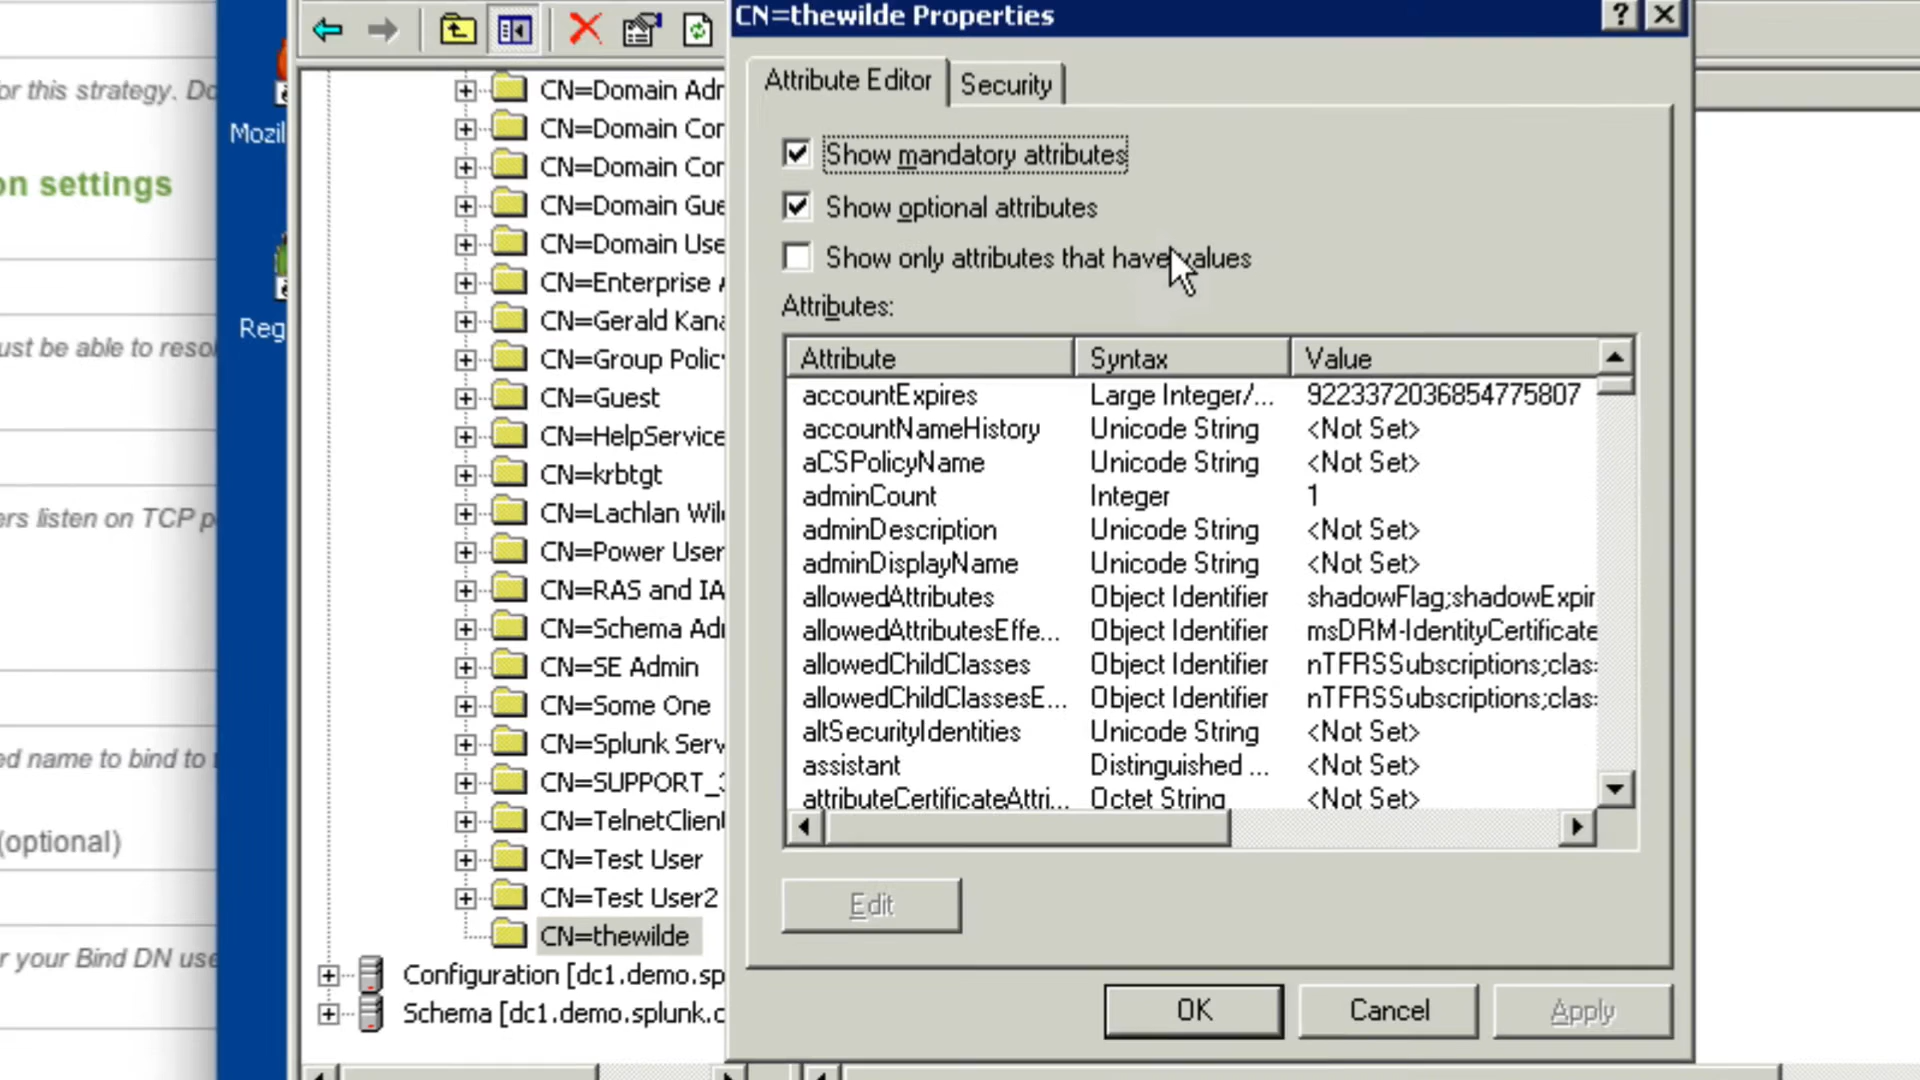 or this strategy. Do
on settings
ust be able to resol
ers listen on TCP p
ed name to bind to t
(optional)
r your Bind DN use
Mozil
Reg
CN=Domain Adr
CN=Domain Cor
CN=Domain Cor
CN=Domain Gue
CN=Domain Use
CN=Enterprise A
CN=Gerald Kana
CN=Group Polic
CN=Guest
CN=HelpService
CN=krbtgt
CN=Lachlan Wil
CN=Power User
CN=RAS and IA
CN=Schema Adr
CN=SE Admin
CN=Some One
CN=Splunk Serv
CN=SUPPORT_3
CN=TelnetClient
CN=Test User
CN=Test User2
CN=thewilde
Configuration [dc1.demo.sp
Schema [dc1.demo.splunk.c
CN=thewilde Properties
Attribute Editor
Security
Show mandatory attributes
Show optional attributes
Show only attributes that have values
Attributes:
Attribute Syntax Value
accountExpires Large Integer/... 9223372036854775807
accountNameHistory Unicode String <Not Set>
aCSPolicyName Unicode String <Not Set>
adminCount Integer 1
adminDescription Unicode String <Not Set>
adminDisplayName Unicode String <Not Set>
allowedAttributes Object Identifier shadowFlag;shadowExpir
allowedAttributesEffe... Object Identifier msDRM-IdentityCertificate
allowedChildClasses Object Identifier nTFRSSubscriptions;clas
allowedChildClassesE... Object Identifier nTFRSSubscriptions;clas
altSecurityIdentities Unicode String <Not Set>
assistant Distinguished ... <Not Set>
attributeCertificateAttri... Octet String <Not Set>
Edit
OK Cancel Apply